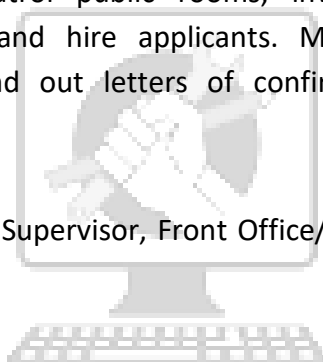 and hire applicants. M
d out letters of confir
Supervisor, Front Office/